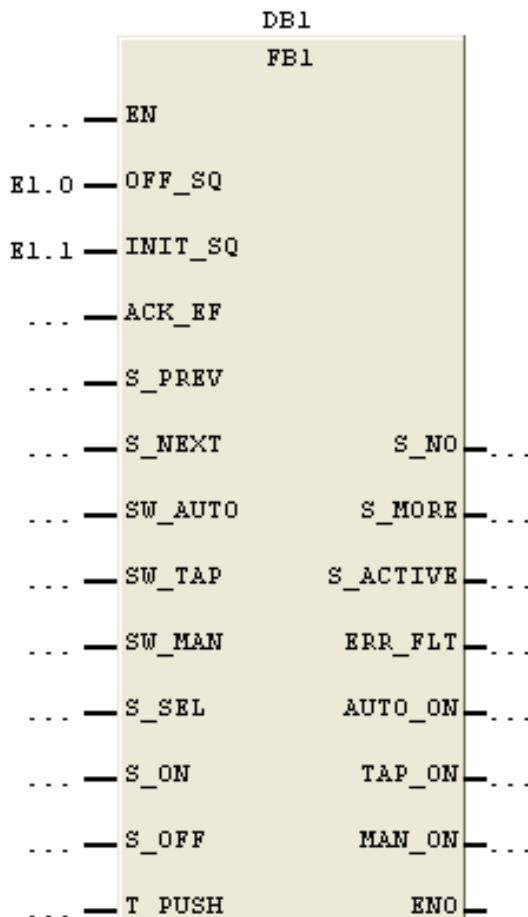 DB1
FB1
... EN
E1.0 OFF_SQ
E1.1 INIT_SQ
... ACK_EF
... S_PREV
... S_NEXT S_NO ...
... SW_AUTO S_MORE ...
... SW_TAP S_ACTIVE ...
... SW_MAN ERR_FLT ...
... S_SEL AUTO_ON ...
... S_ON TAP_ON ...
... S_OFF MAN_ON ...
... T_PUSH ENO